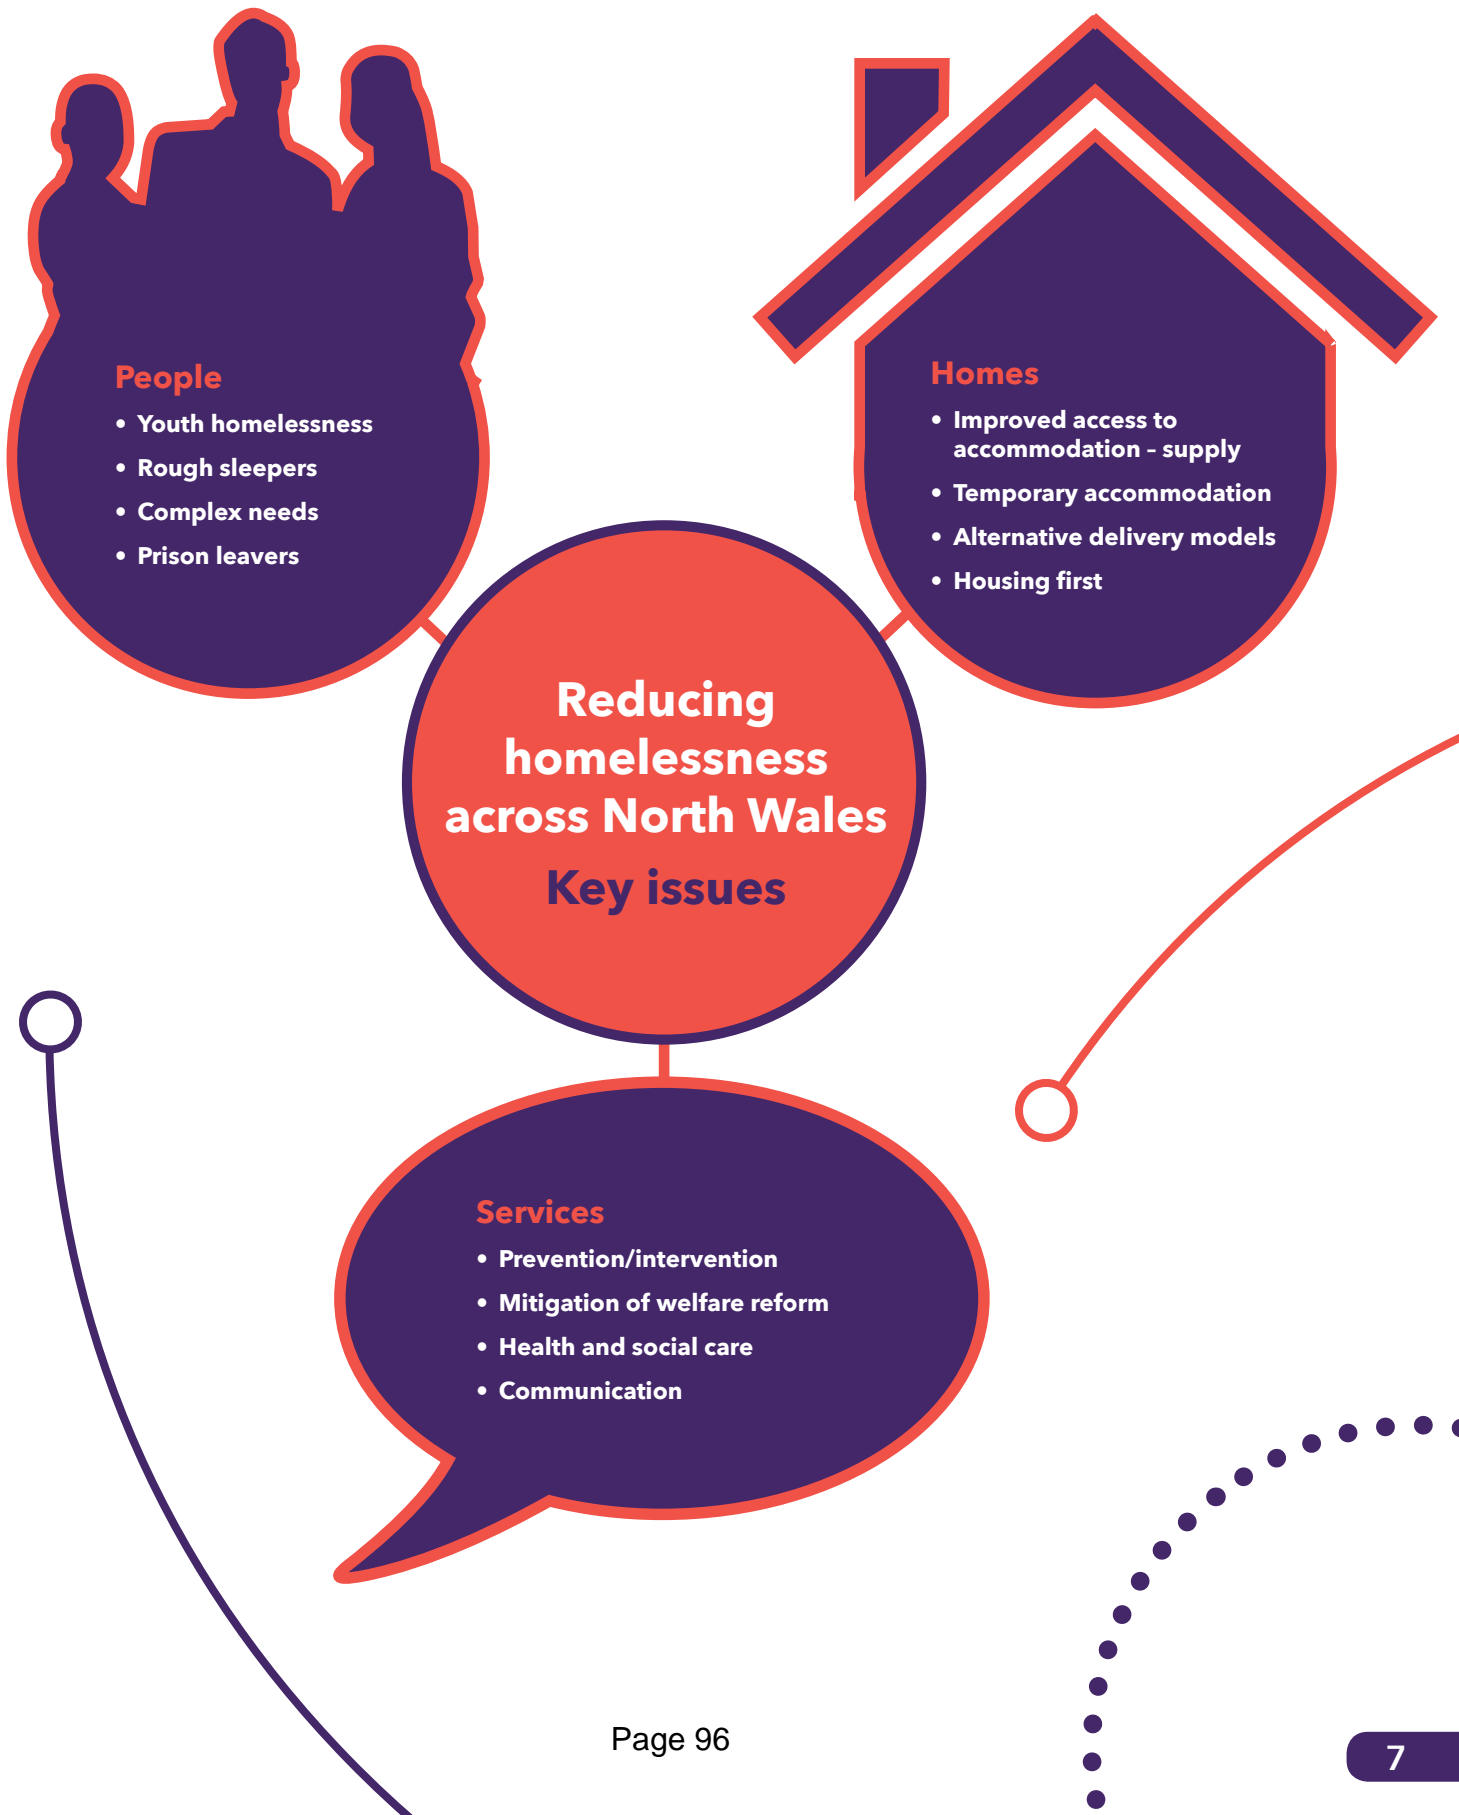 People
• Youth homelessness
• Rough sleepers
• Complex needs
• Prison leavers
Homes
• Improved access to
accommodation – supply
• Temporary accommodation
• Alternative delivery models
• Housing first
Reducing
homelessness
across North Wales
Key issues
Services
• Prevention/intervention
• Mitigation of welfare reform
• Health and social care
• Communication
Page 96
7